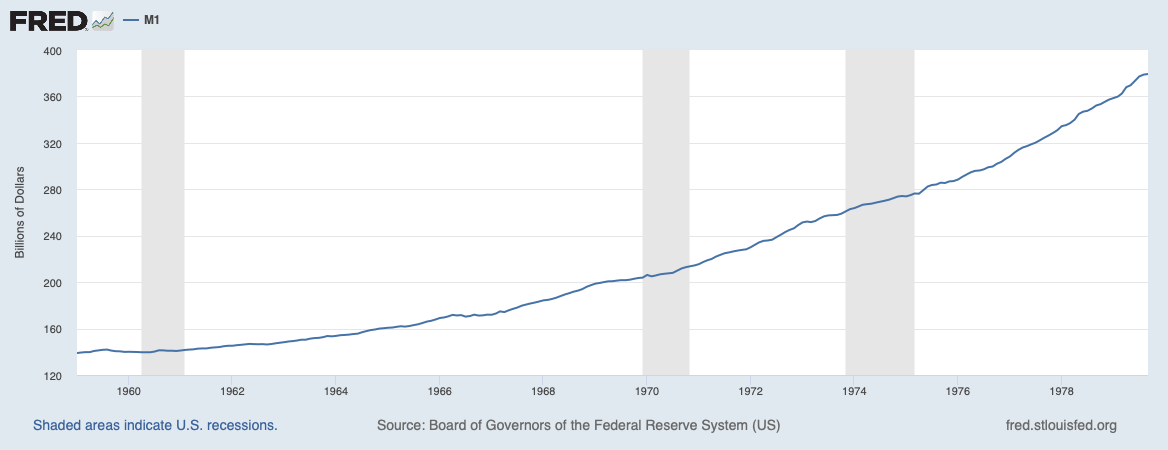 FRED M1
400
360
320
280
240
200
160
120
Billions of Dollars
1960 1962 1964 1966 1968 1970 1972 1974 1976 1978
Shaded areas indicate U.S. recessions. Source: Board of Governors of the Federal Reserve System (US) fred.stlouisfed.org